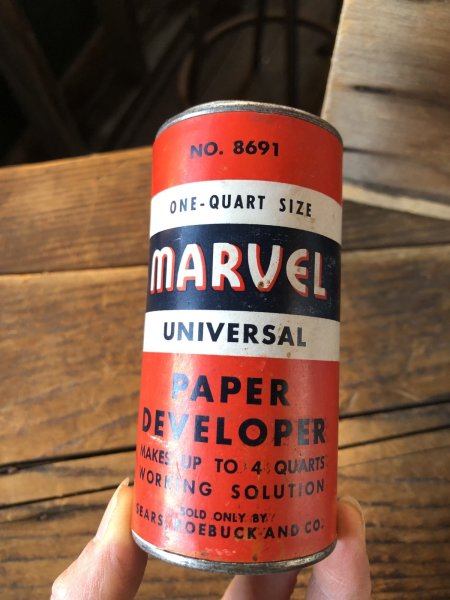 NO. 8691
ONE-QUART SIZE
MARVEL
UNIVERSAL
PAPER
DEVELOPER
MAKES UP TO 4 QUARTS
WORKING SOLUTION
SOLD ONLY BY
SEARS, ROEBUCK AND CO.